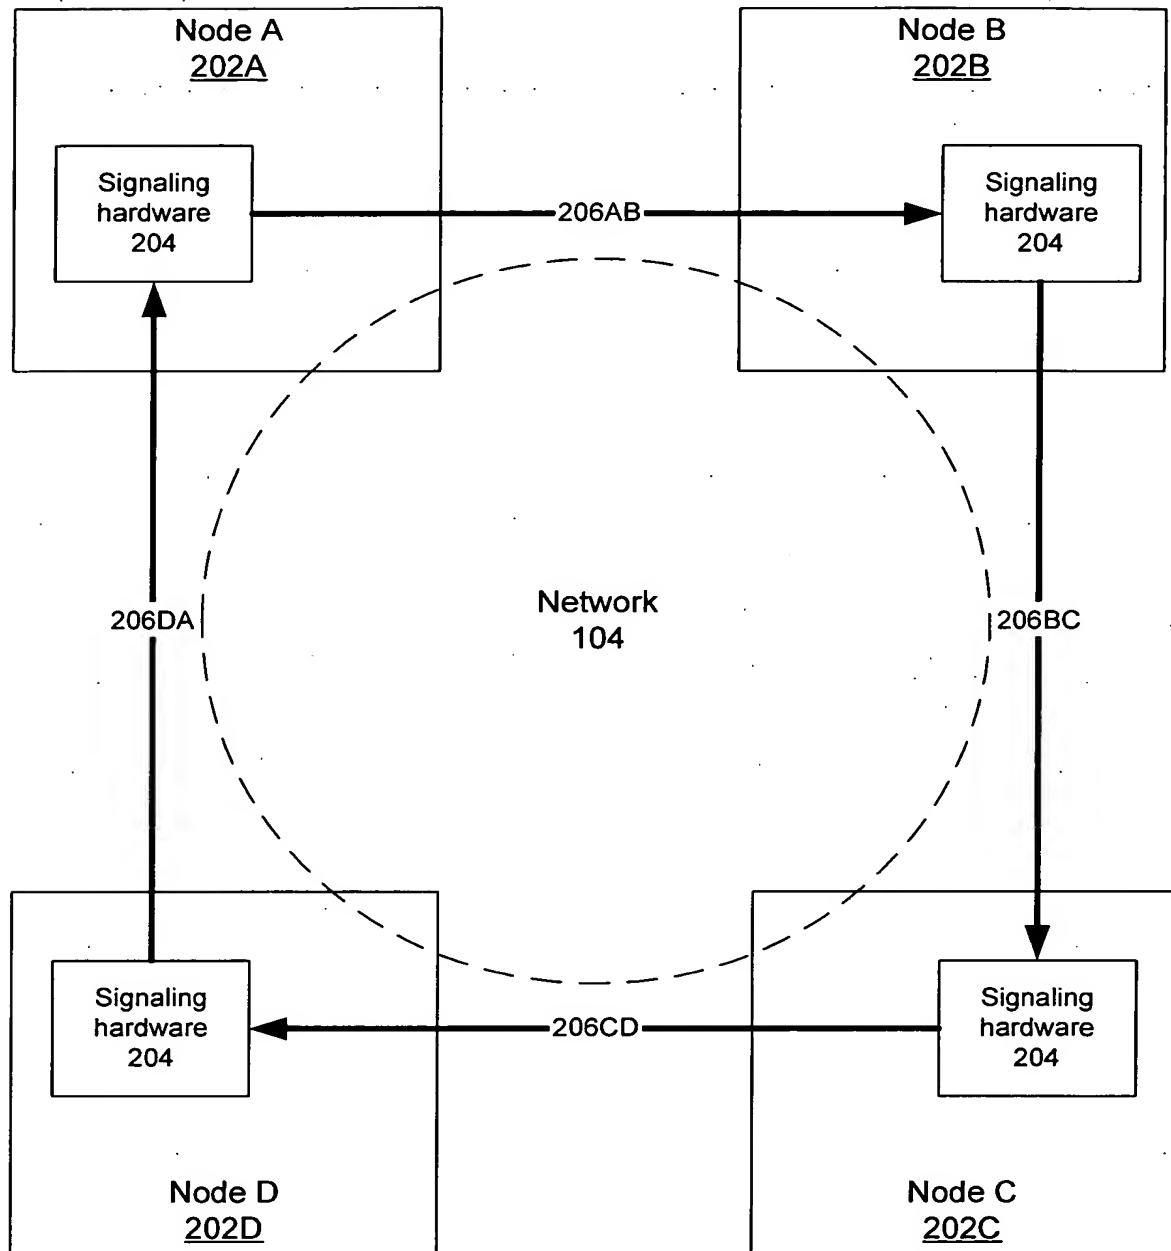 Node A
202A
Node B
202B
Signaling
hardware
204
206AB
Signaling
hardware
204
206DA
Network
104
206BC
Signaling
hardware
204
206CD
Signaling
hardware
204
Node D
202D
Node C
202C